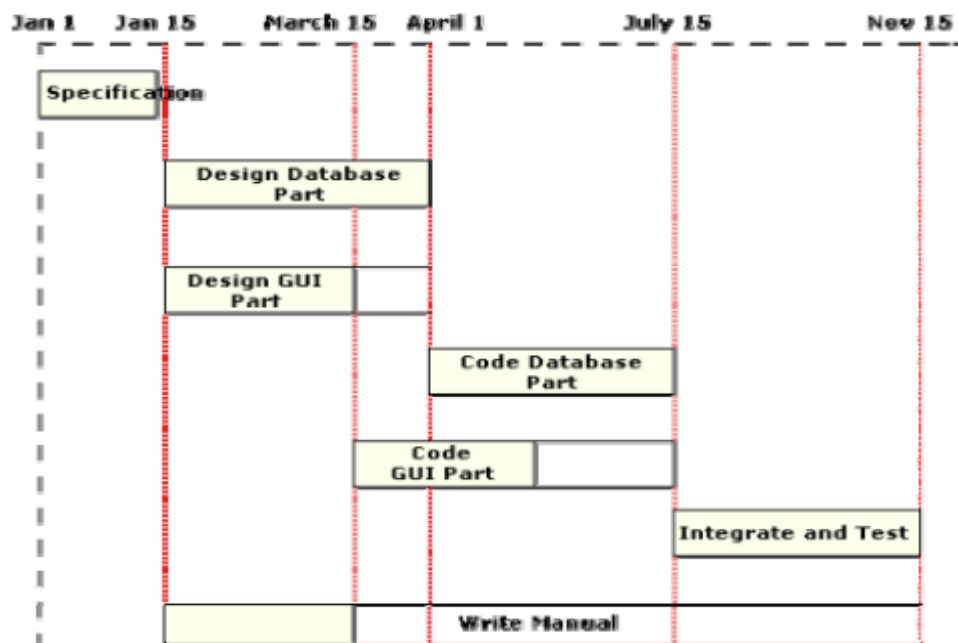 Jan 1 Jan 15 March 15 April 1 July 15 Nov 15
Specification
Design Database
Part
Design GUI
Part
Code Database
Part
Code
GUI Part
Integrate and Test
Write Manual